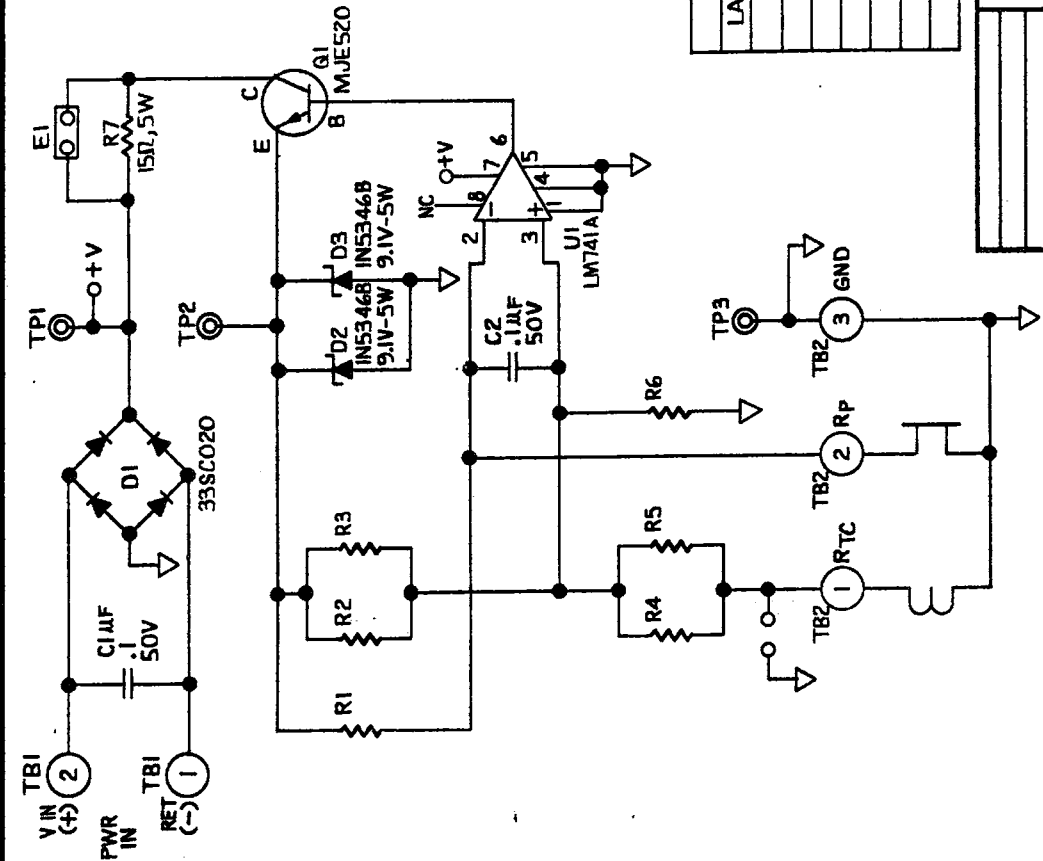 TB1
2
V IN
(+)
PWR
IN
TB1
1
RET
(-)
C1 µF
.1
50V
D1
33SC020
TP1
+V
E1
R7
15Ω, 5W
C
E
B
Q1
MJE520
TP2
D2
IN5346B
9.1V-5W
D3
IN5346B
9.1V-5W
NC
+V
8
7
6
5
4
1
2
3
-
+
U1
LM741A
C2
.1µF
50V
R1
R2
R3
R4
R5
R6
TB2
1
RTC
TB2
2
RP
TB2
3
GND
TP3
LA